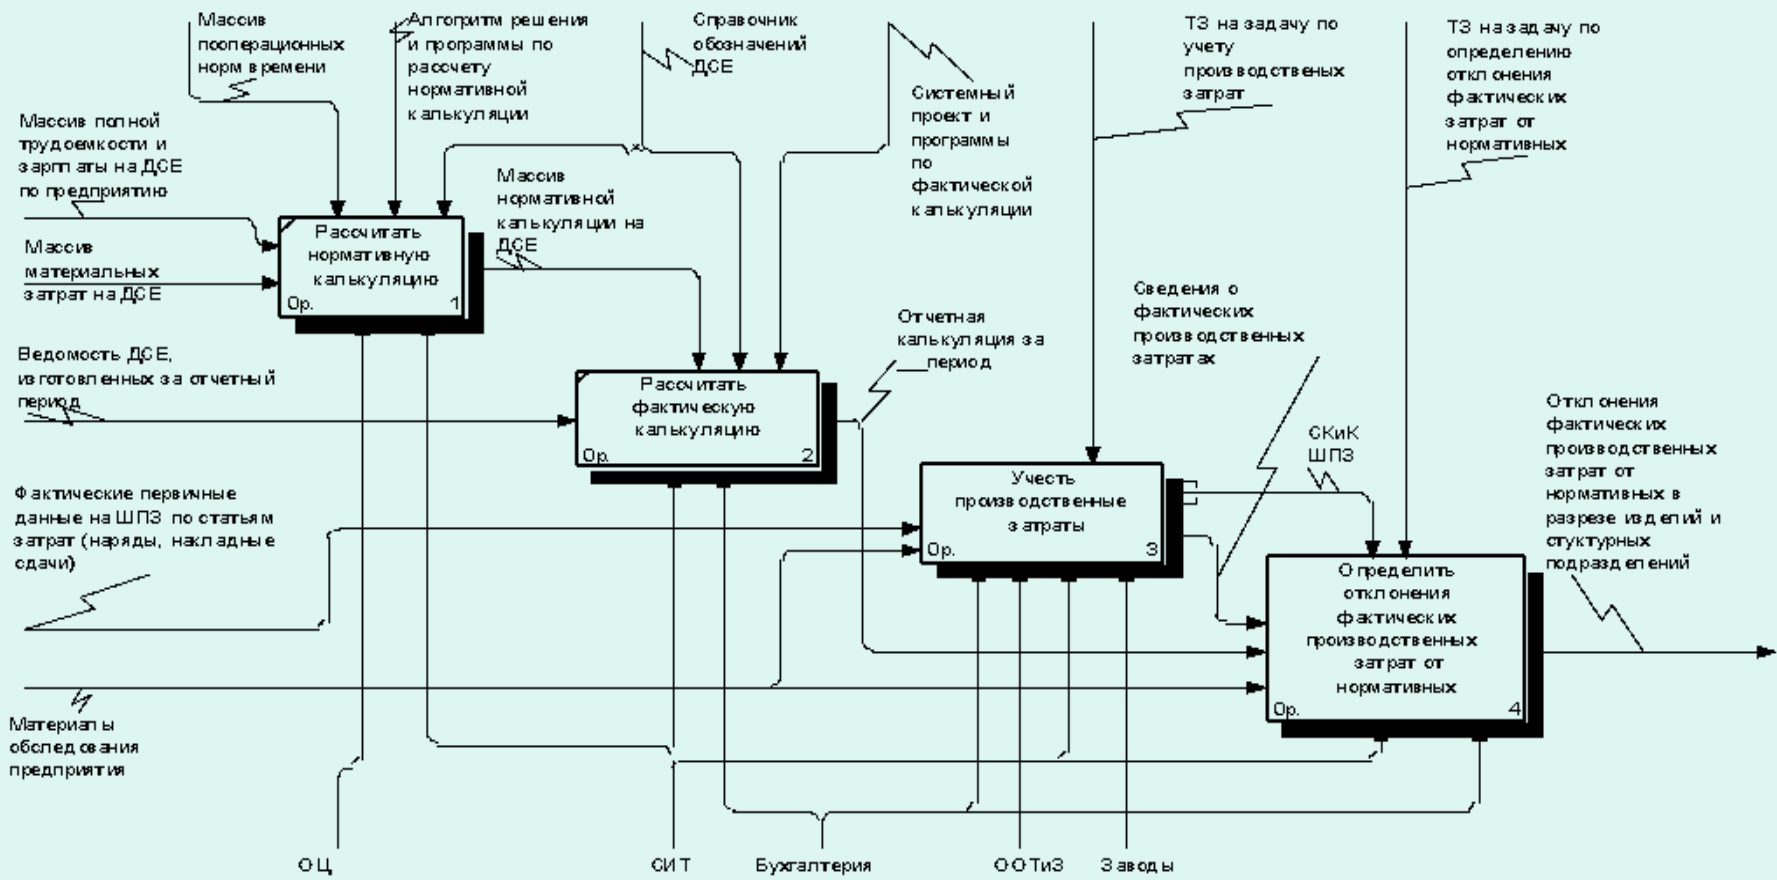 Массив
пооперационных
норм времени
Алгоритм решения
и программы по
рассчету
нормативной
калькуляции
Справочник
обозначений
ДСЕ
Системный
проект и
программы
по
фактической
калькуляции
ТЗ на задачу по
учету
производственых
затрат
ТЗ на задачу по
определению
отклонения
фактических
затрат от
нормативных
Массив полной
трудоемкости и
зарплаты на ДСЕ
по предприятию
Массив
материальных
затрат на ДСЕ
Рассчитать
нормативную
калькуляцию
0р.
1
Массив
нормативной
калькуляции на
ДСЕ
Ведомость ДСЕ,
изготовленных за отчетный
период
Рассчитать
фактическую
калькуляцию
0р.
2
Отчетная
калькуляция за
период
Сведения о
фактических
производственных
затратах
Фактические первичные
данные на ШПЗ по статьям
затрат (наряды, накладные
сдачи)
Учесть
производственные
затраты
0р.
3
СКиК
ШПЗ
Определить
отклонения
фактических
производственных
затрат от
нормативных
0р.
4
Отклонения
фактических
производственных
затрат от
нормативных в
разрезе изделий и
стуктурных
подразделений
Материалы
обследования
предприятия
ОЦ
СИТ
Бухгалтерия
ООТиЗ
Заводы